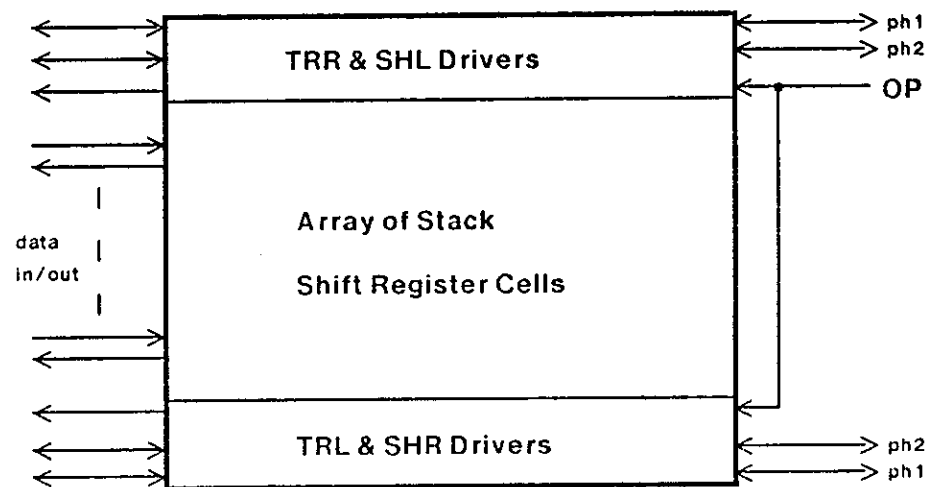 TRR & SHL Drivers
ph1
ph2
OP
Array of Stack
data
in/out
Shift Register Cells
TRL & SHR Drivers
ph2
ph1